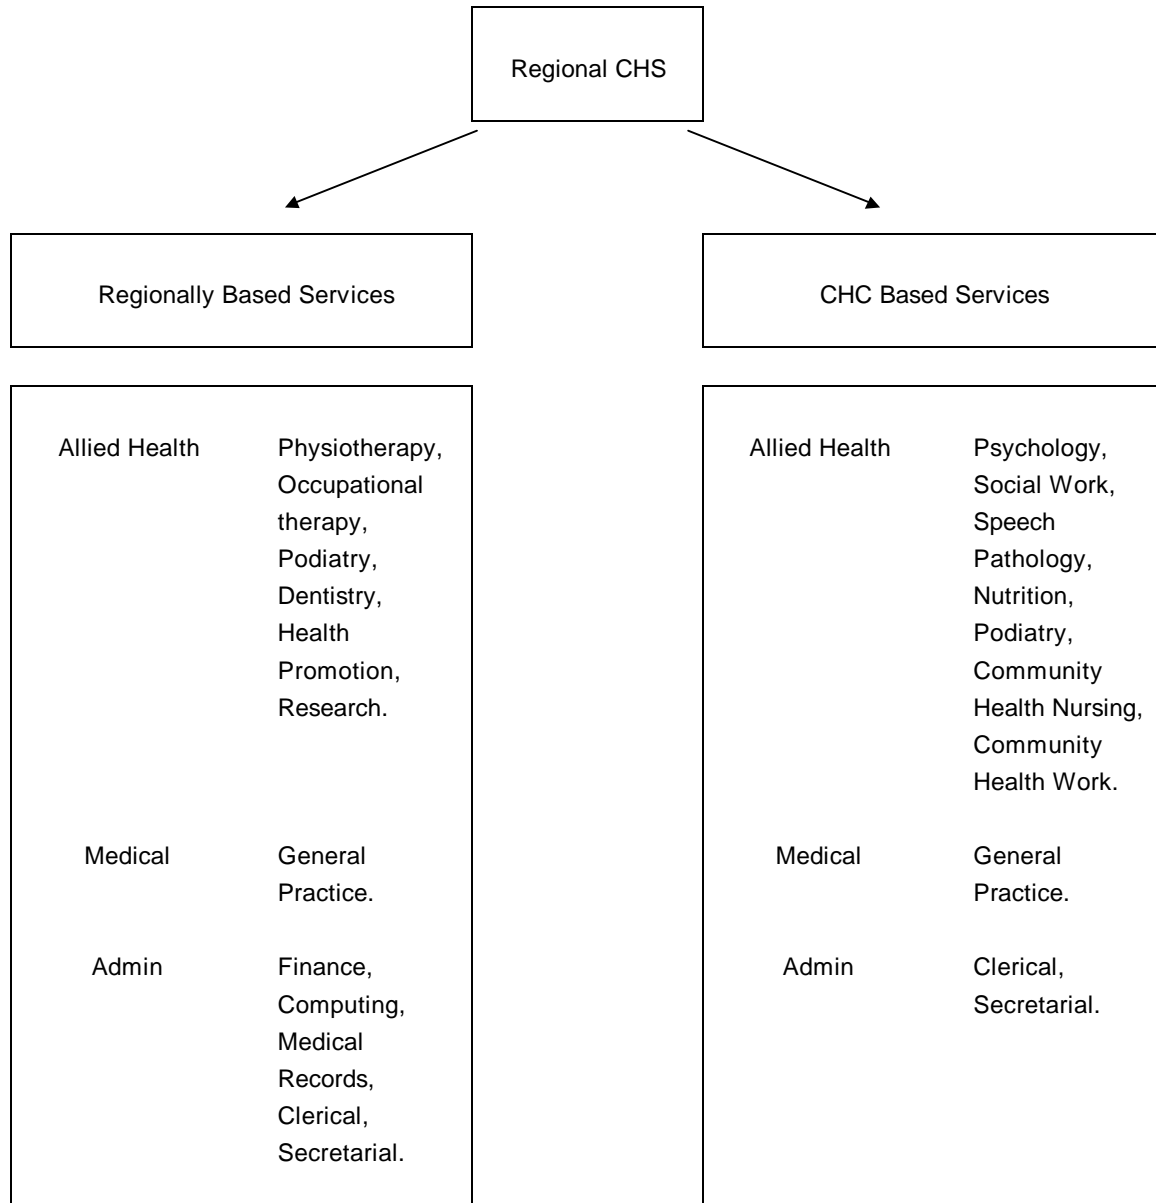 Regional CHS
Regionally Based Services
Allied Health
Physiotherapy,
Occupational
therapy,
Podiatry,
Dentistry,
Health
Promotion,
Research.
Medical
General
Practice.
Admin
Finance,
Computing,
Medical
Records,
Clerical,
Secretarial.
CHC Based Services
Allied Health
Psychology,
Social Work,
Speech
Pathology,
Nutrition,
Podiatry,
Community
Health Nursing,
Community
Health Work.
Medical
General
Practice.
Admin
Clerical,
Secretarial.